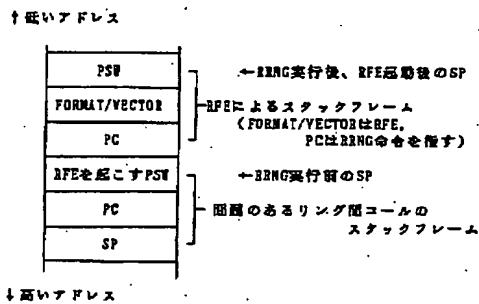 ↑低いアドレス
PSW
←RRNG実行後、RFE起動後のSP
FORMAT/VECTOR
RFEによるスタックフレーム
(FORMAT/VECTORはRFE,
PC
PCはRRNG命令を指す)
RFEを起こすPSW
←RRNG実行前のSP
PC
問題のあるリング間コールの
スタックフレーム
SP
↓高いアドレス